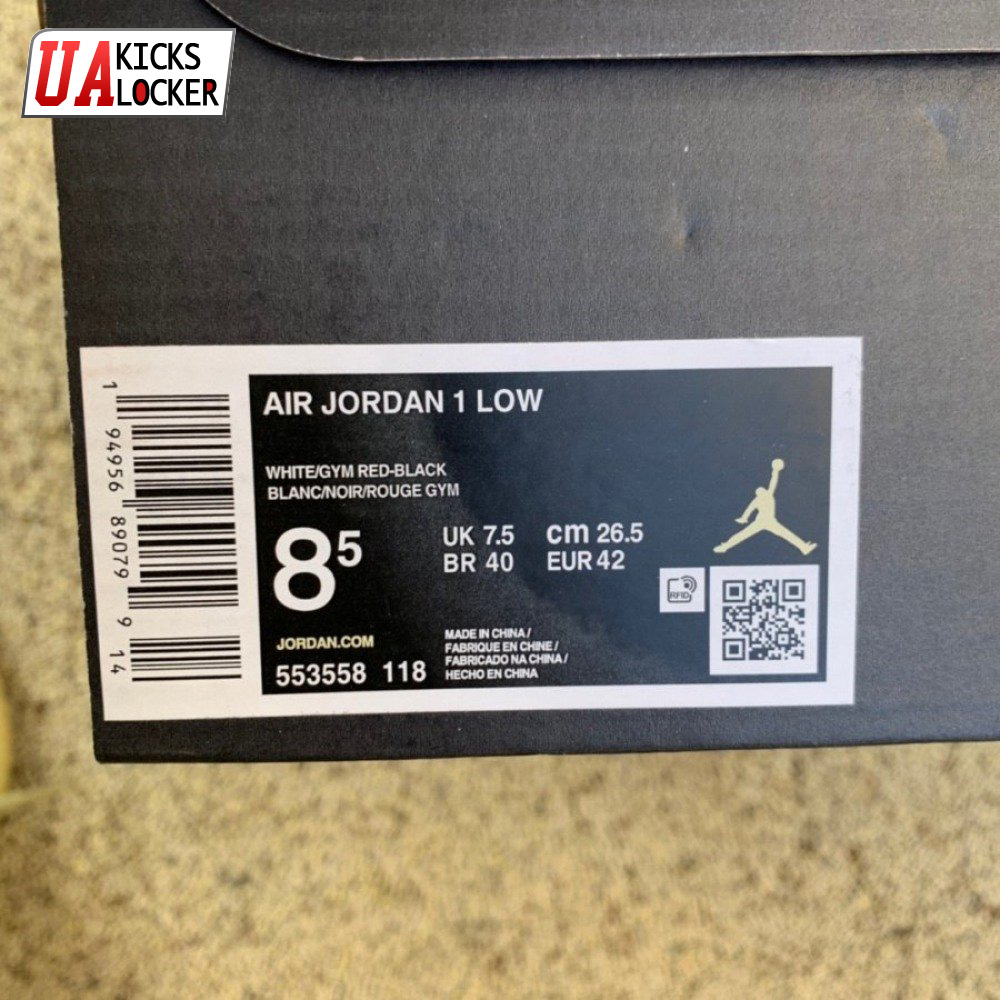 UA KICKS LOCKER
AIR JORDAN 1 LOW
WHITE/GYM RED-BLACK
BLANC/NOIR/ROUGE GYM
8 5
UK 7.5 cm 26.5
BR 40 EUR 42
RFID
JORDAN.COM
553558 118
MADE IN CHINA /
FABRIQUE EN CHINE /
FABRICADO NA CHINA /
HECHO EN CHINA
1 94956 89079 9 14